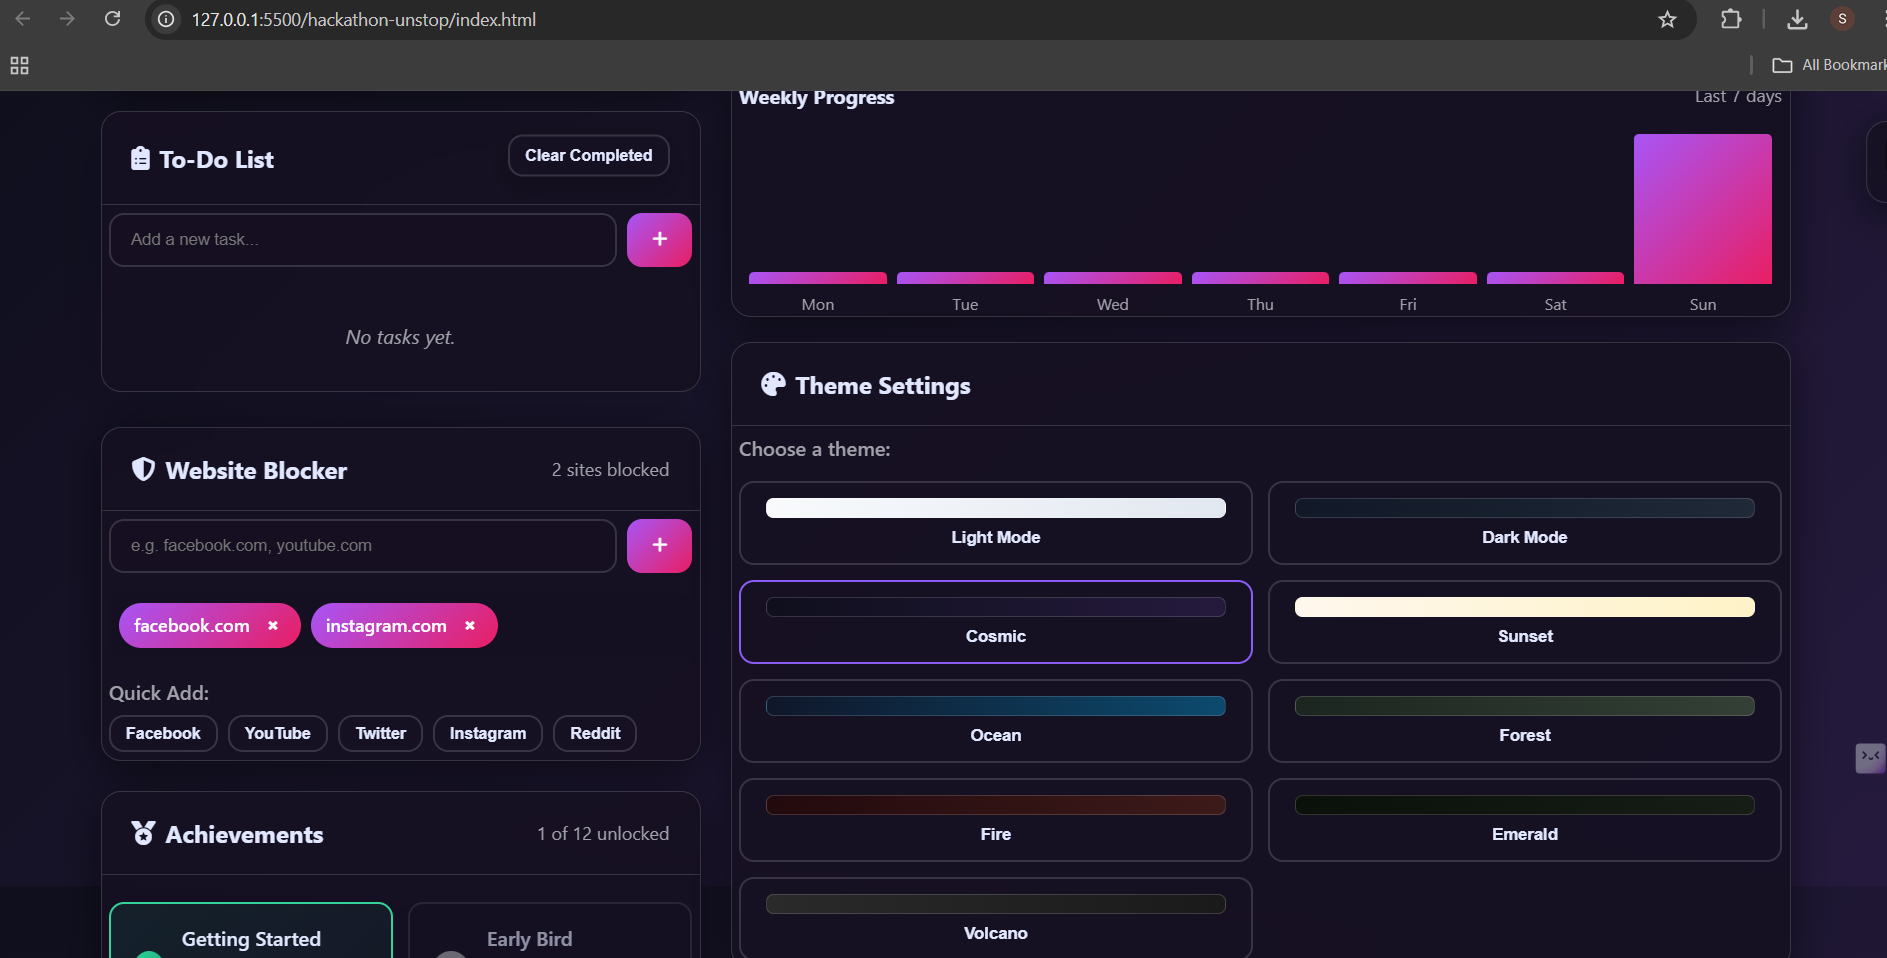 127.0.0.1:5500/hackathon-unstop/index.html
S
All Bookmark
To-Do List
Clear Completed
Add a new task...
+
No tasks yet.
Website Blocker
2 sites blocked
e.g. facebook.com, youtube.com
+
facebook.com ×
instagram.com ×
Quick Add:
Facebook
YouTube
Twitter
Instagram
Reddit
Achievements
1 of 12 unlocked
Getting Started
Early Bird
Weekly Progress
Last 7 days
Mon
Tue
Wed
Thu
Fri
Sat
Sun
Theme Settings
Choose a theme:
Light Mode
Dark Mode
Cosmic
Sunset
Ocean
Forest
Fire
Emerald
Volcano